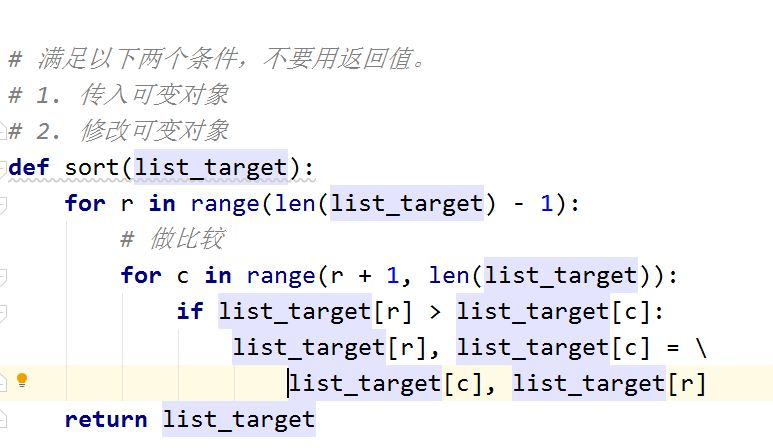 # 满足以下两个条件，不要用返回值。
# 1. 传入可变对象
# 2. 修改可变对象
def sort(list_target):
    for r in range(len(list_target) - 1):
        # 做比较
        for c in range(r + 1, len(list_target)):
            if list_target[r] > list_target[c]:
                list_target[r], list_target[c] = \
                    list_target[c], list_target[r]
    return list_target